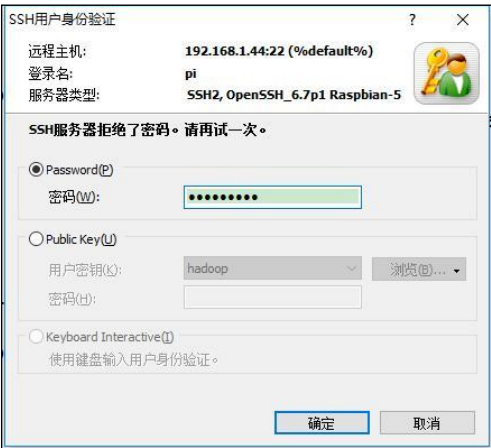 SSH用户身份验证
?
远程主机: 192.168.1.44:22 (%default%)
登录名: pi
服务器类型: SSH2, OpenSSH_6.7p1 Raspbian-5
SSH服务器拒绝了密码。请再试一次。
Password(P)
密码(W): •••••••••
Public Key(U)
用户密钥(K): hadoop 浏览(B)...
密码(H):
Keyboard Interactive(I)
使用键盘输入用户身份验证。
确定 取消